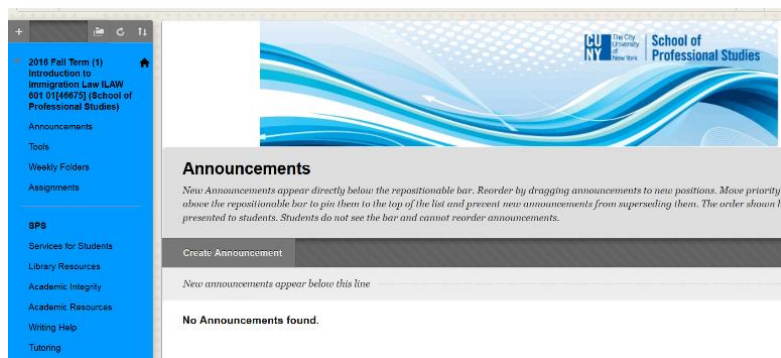 2016 Fall Term (1)
Introduction to
Immigration Law ILAW
601 01[46675] (School of
Professional Studies)
Announcements
Tools
Weekly Folders
Assignments
SPS
Services for Students
Library Resources
Academic Integrity
Academic Resources
Writing Help
Tutoring
CU
NY
The City
University
of
New York
School of
Professional Studies
Announcements
New Announcements appear directly below the repositionable bar. Reorder by dragging announcements to new positions. Move priority
above the repositionable bar to pin them to the top of the list and prevent new announcements from superseding them. The order shown h
presented to students. Students do not see the bar and cannot reorder announcements.
Create Announcement
New announcements appear below this line
No Announcements found.